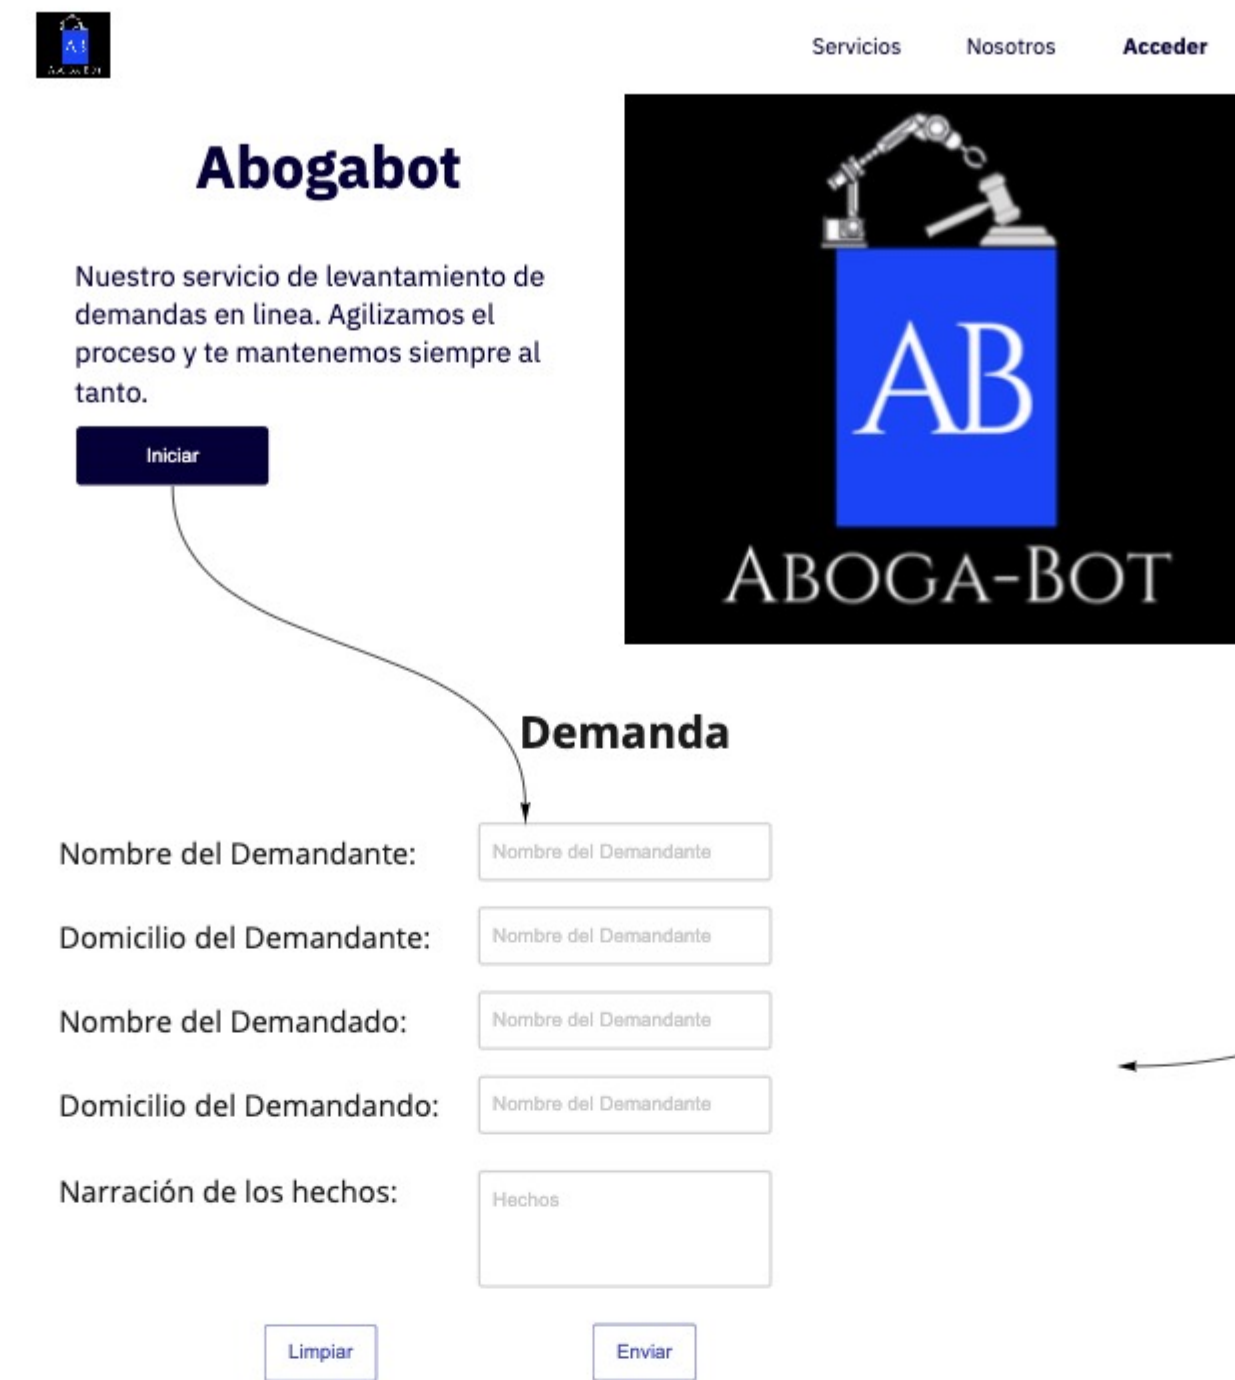 AB
Servicios Nosotros Acceder
Abogabot
Nuestro servicio de levantamiento de
demandas en linea. Agilizamos el
proceso y te mantenemos siempre al
tanto.
Iniciar
AB
ABOGA-BOT
Demanda
Nombre del Demandante: Nombre del Demandante
Domicilio del Demandante: Nombre del Demandante
Nombre del Demandado: Nombre del Demandante
Domicilio del Demandando: Nombre del Demandante
Narración de los hechos: Hechos
Limpiar Enviar